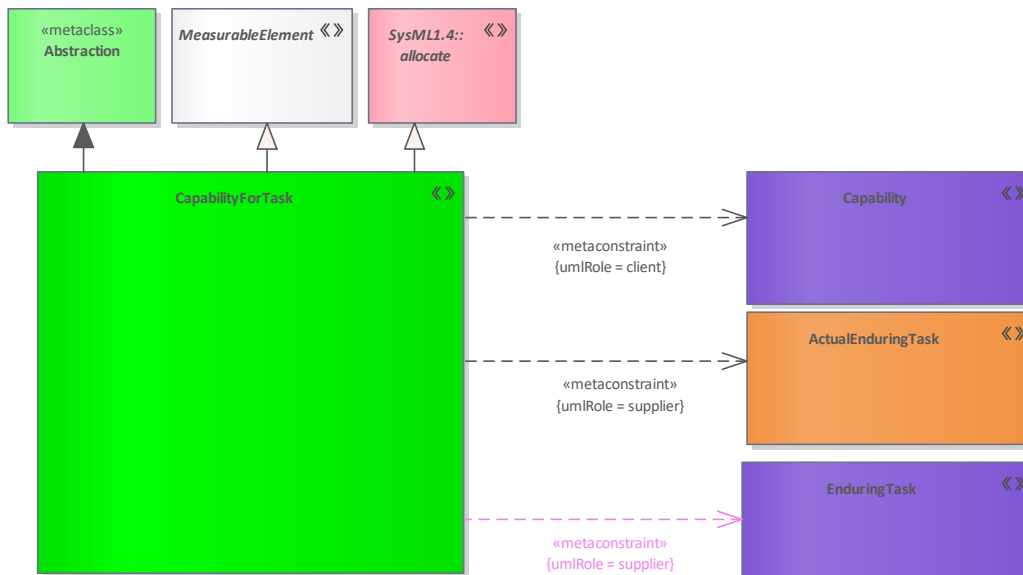 «metaclass»
Abstraction
MeasurableElement «»
SysML1.4::
allocate
«»
CapabilityForTask «»
«metaconstraint»
{umlRole = client}
Capability «»
«metaconstraint»
{umlRole = supplier}
ActualEnduringTask «»
«metaconstraint»
{umlRole = supplier}
EnduringTask «»